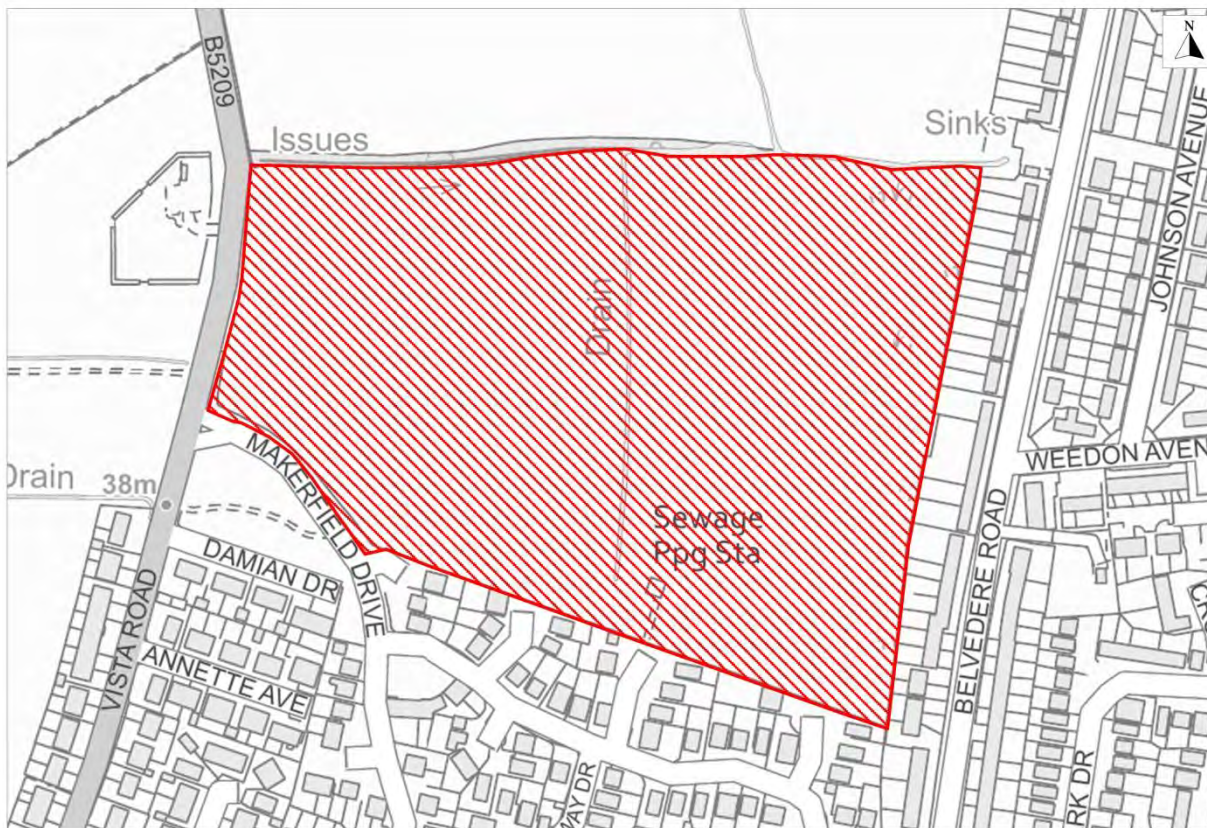 N
B5209
Issues
Sinks
JOHNSON AVENUE
Drain
MAKERFIELD DRIVE
WEEDON AVEN
Drain
38m
Sewage
Ppg Sta
DAMIAN DR
BELVEDERE ROAD
VISTA ROAD
ANNETTE AVE
WAY DR
RK DR